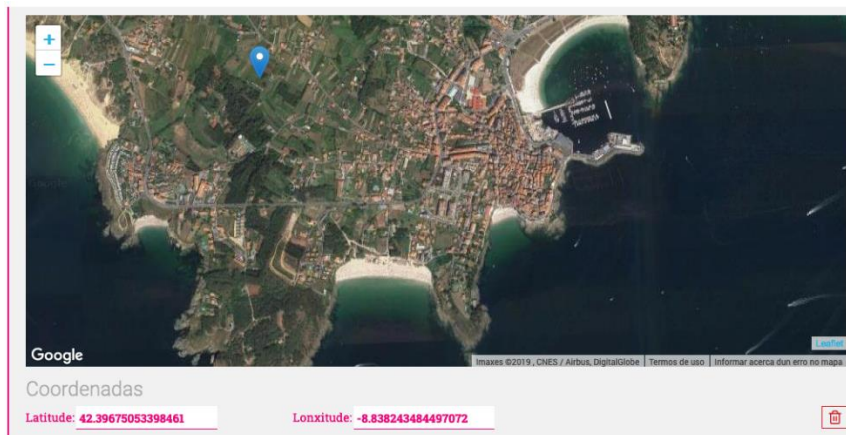 +
−
Google
Leaflet
Imaxes ©2019 , CNES / Airbus, DigitalGlobe
Termos de uso
Informar acerca dun erro no mapa
Coordenadas
Latitude: 42.39675053398461
Lonxitude: -8.838243484497072